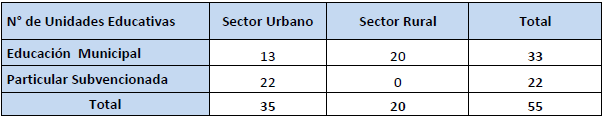 N° de Unidades Educativas Sector Urbano Sector Rural Total
Educación Municipal 13 20 33
Particular Subvencionada 22 0 22
Total 35 20 55